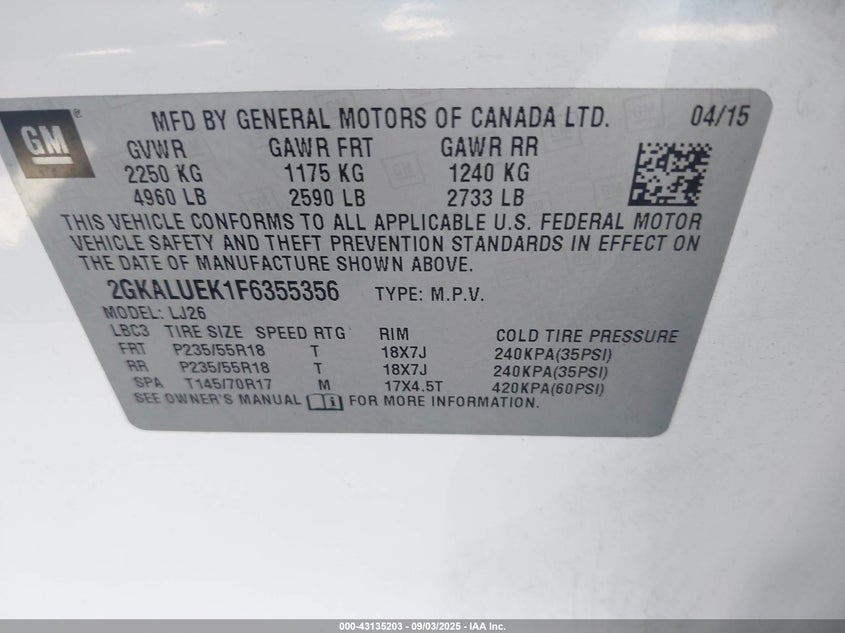 GM
MFD BY GENERAL MOTORS OF CANADA LTD. 04/15
GVWR GAWR FRT GAWR RR
2250 KG 1175 KG 1240 KG
4960 LB 2590 LB 2733 LB
THIS VEHICLE CONFORMS TO ALL APPLICABLE U.S. FEDERAL MOTOR
VEHICLE SAFETY AND THEFT PREVENTION STANDARDS IN EFFECT ON
THE DATE OF MANUFACTURE SHOWN ABOVE.
2GKALUEK1F6355356 TYPE: M.P.V.
MODEL: LJ26
LBC3 TIRE SIZE SPEED RTG RIM COLD TIRE PRESSURE
FRT P235/55R18 T 18X7J 240KPA(35PSI)
RR P235/55R18 T 18X7J 240KPA(35PSI)
SPA T145/70R17 M 17X4.5T 420KPA(60PSI)
SEE OWNER'S MANUAL FOR MORE INFORMATION.
000-43135203 - 09/03/2025 - IAA Inc.